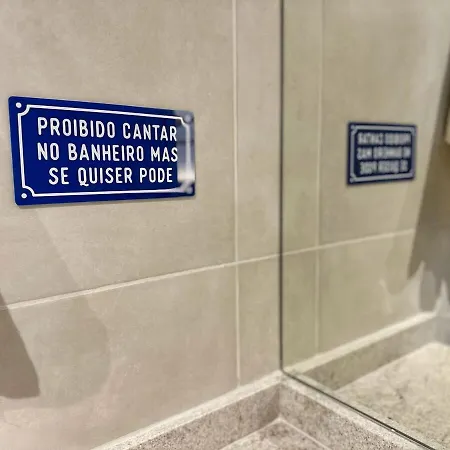 PROIBIDO CANTAR
NO BANHEIRO MAS
SE QUISER PODE